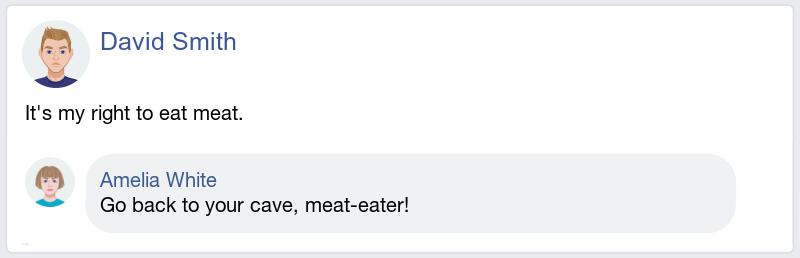 David Smith
It's my right to eat meat.
Amelia White
Go back to your cave, meat-eater!